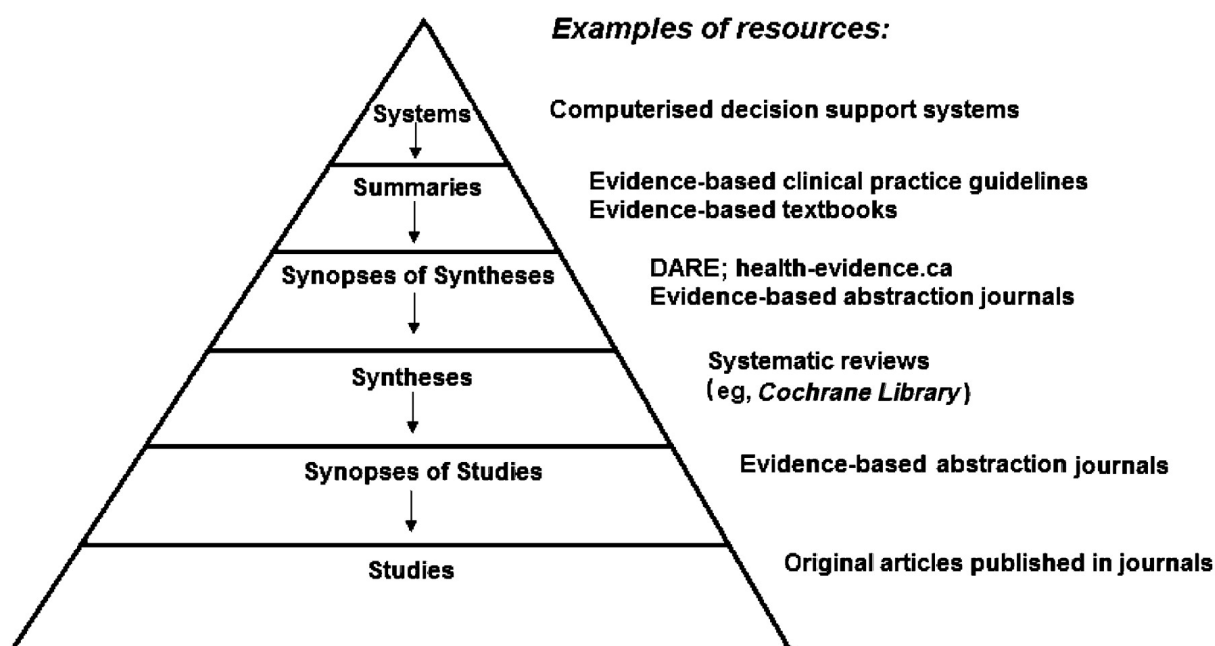 Examples of resources:
Systems
Computerised decision support systems
Summaries
Evidence-based clinical practice guidelines
Evidence-based textbooks
Synopses of Syntheses
DARE; health-evidence.ca
Evidence-based abstraction journals
Syntheses
Systematic reviews
(eg, Cochrane Library)
Synopses of Studies
Evidence-based abstraction journals
Studies
Original articles published in journals